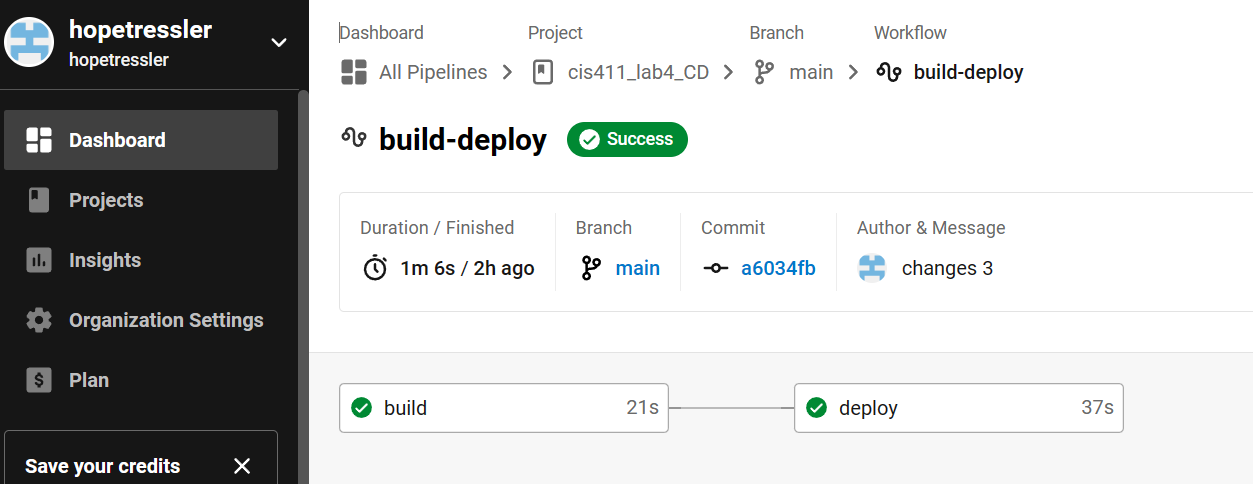 hopetressler
hopetressler
Dashboard
Projects
Insights
Organization Settings
Plan
Save your credits
Dashboard Project Branch Workflow
All Pipelines cis411_lab4_CD main build-deploy
build-deploy Success
Duration / Finished Branch Commit Author & Message
1m 6s / 2h ago main a6034fb changes 3
build 21s deploy 37s